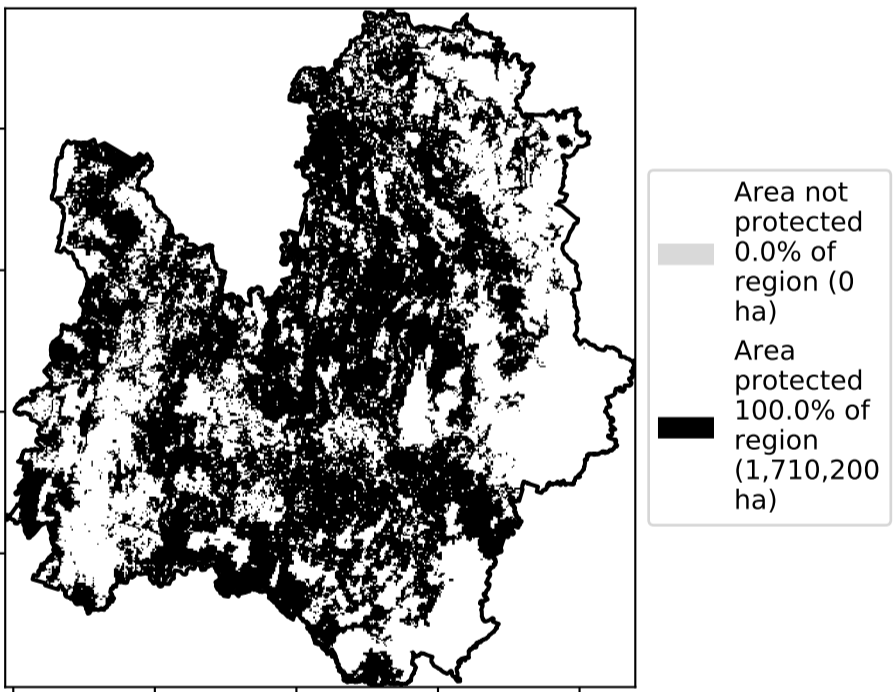 Area not
protected
0.0% of
region (0
ha)
Area
protected
100.0% of
region
(1,710,200
ha)